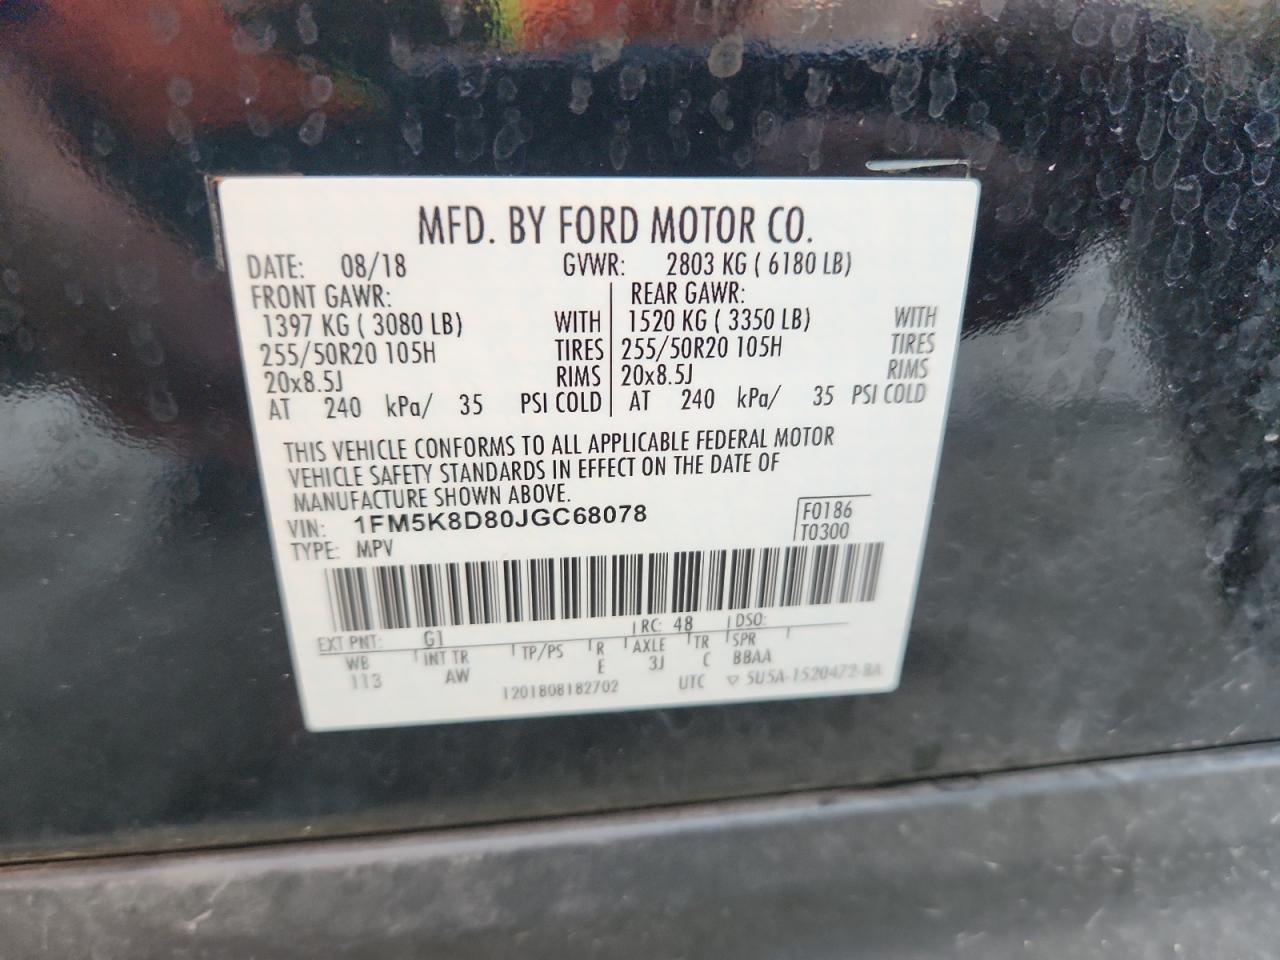 MFD. BY FORD MOTOR CO.
DATE: 08/18 GVWR: 2803 KG ( 6180 LB)
FRONT GAWR: REAR GAWR:
1397 KG ( 3080 LB) WITH 1520 KG ( 3350 LB) WITH
255/50R20 105H TIRES 255/50R20 105H TIRES
20x8.5J RIMS 20x8.5J RIMS
AT 240 kPa/ 35 PSI COLD AT 240 kPa/ 35 PSI COLD
THIS VEHICLE CONFORMS TO ALL APPLICABLE FEDERAL MOTOR
VEHICLE SAFETY STANDARDS IN EFFECT ON THE DATE OF
MANUFACTURE SHOWN ABOVE.
VIN: 1FM5K8D80JGC68078 F0186
TYPE: MPV T0300
EXT PNT: G1 RC: 48 DSO:
WB INT TR TP/PS R AXLE TR SPR
113 AW E 3J C BBAA
1201808182702 UTC ▽ 5U5A-1520472-BA